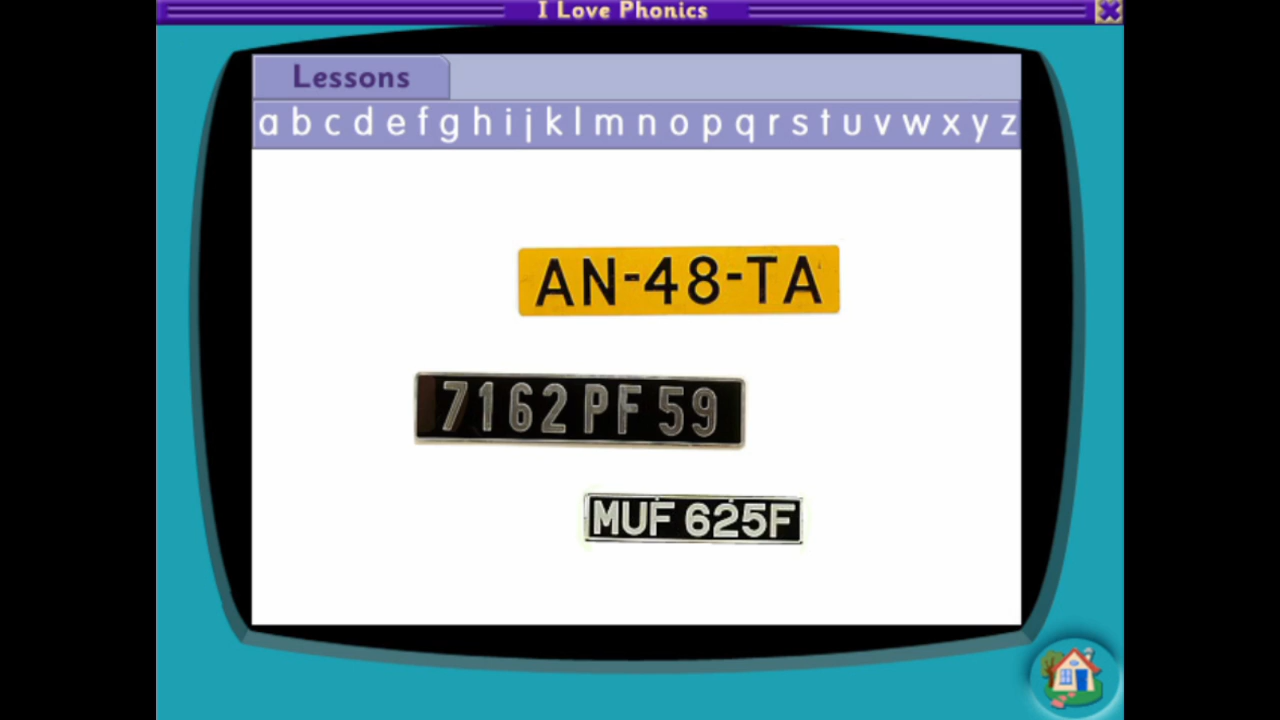 I Love Phonics
Lessons
a b c d e f g h i j k l m n o p q r s t u v w x y z
AN-48-TA
7162 PF 59
MUF 625F